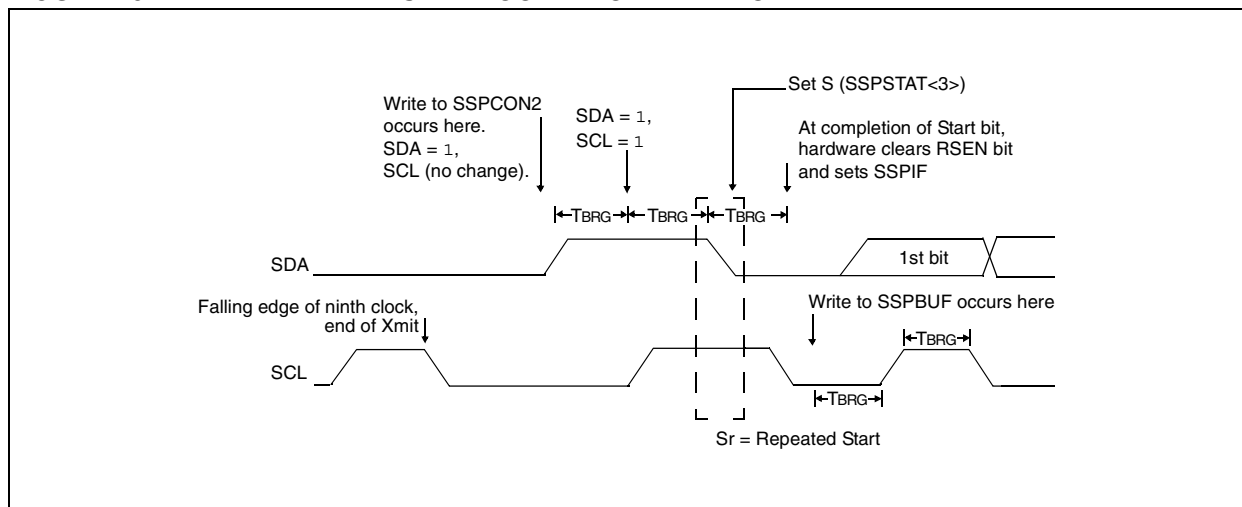 Set S (SSPSTAT<3>)
Write to SSPCON2
occurs here.
SDA = 1,
SCL (no change).
SDA = 1,
SCL = 1
At completion of Start bit,
hardware clears RSEN bit
and sets SSPIF
TBRG
TBRG
TBRG
SDA
1st bit
Write to SSPBUF occurs here
Falling edge of ninth clock,
end of Xmit
TBRG
SCL
TBRG
Sr = Repeated Start